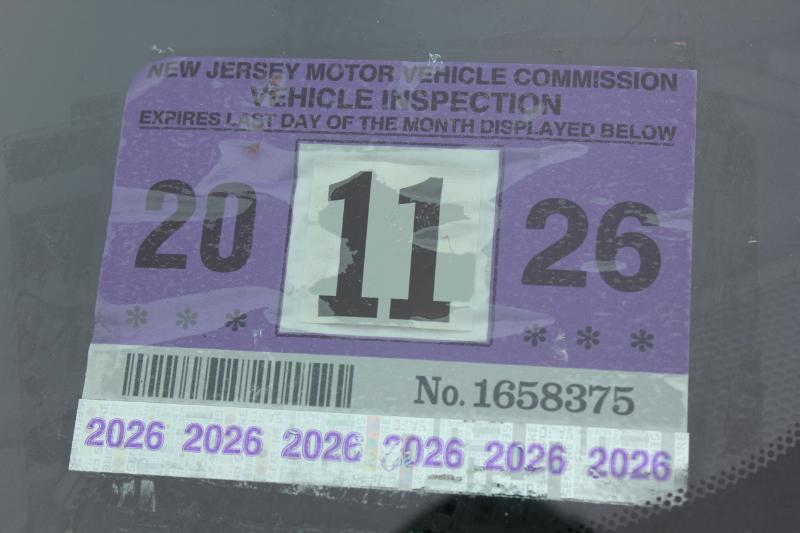 NEW JERSEY MOTOR VEHICLE COMMISSION
VEHICLE INSPECTION
EXPIRES LAST DAY OF THE MONTH DISPLAYED BELOW
20 11 26
* * * * * *
No. 1658375
2026 2026 2026 2026 2026 2026